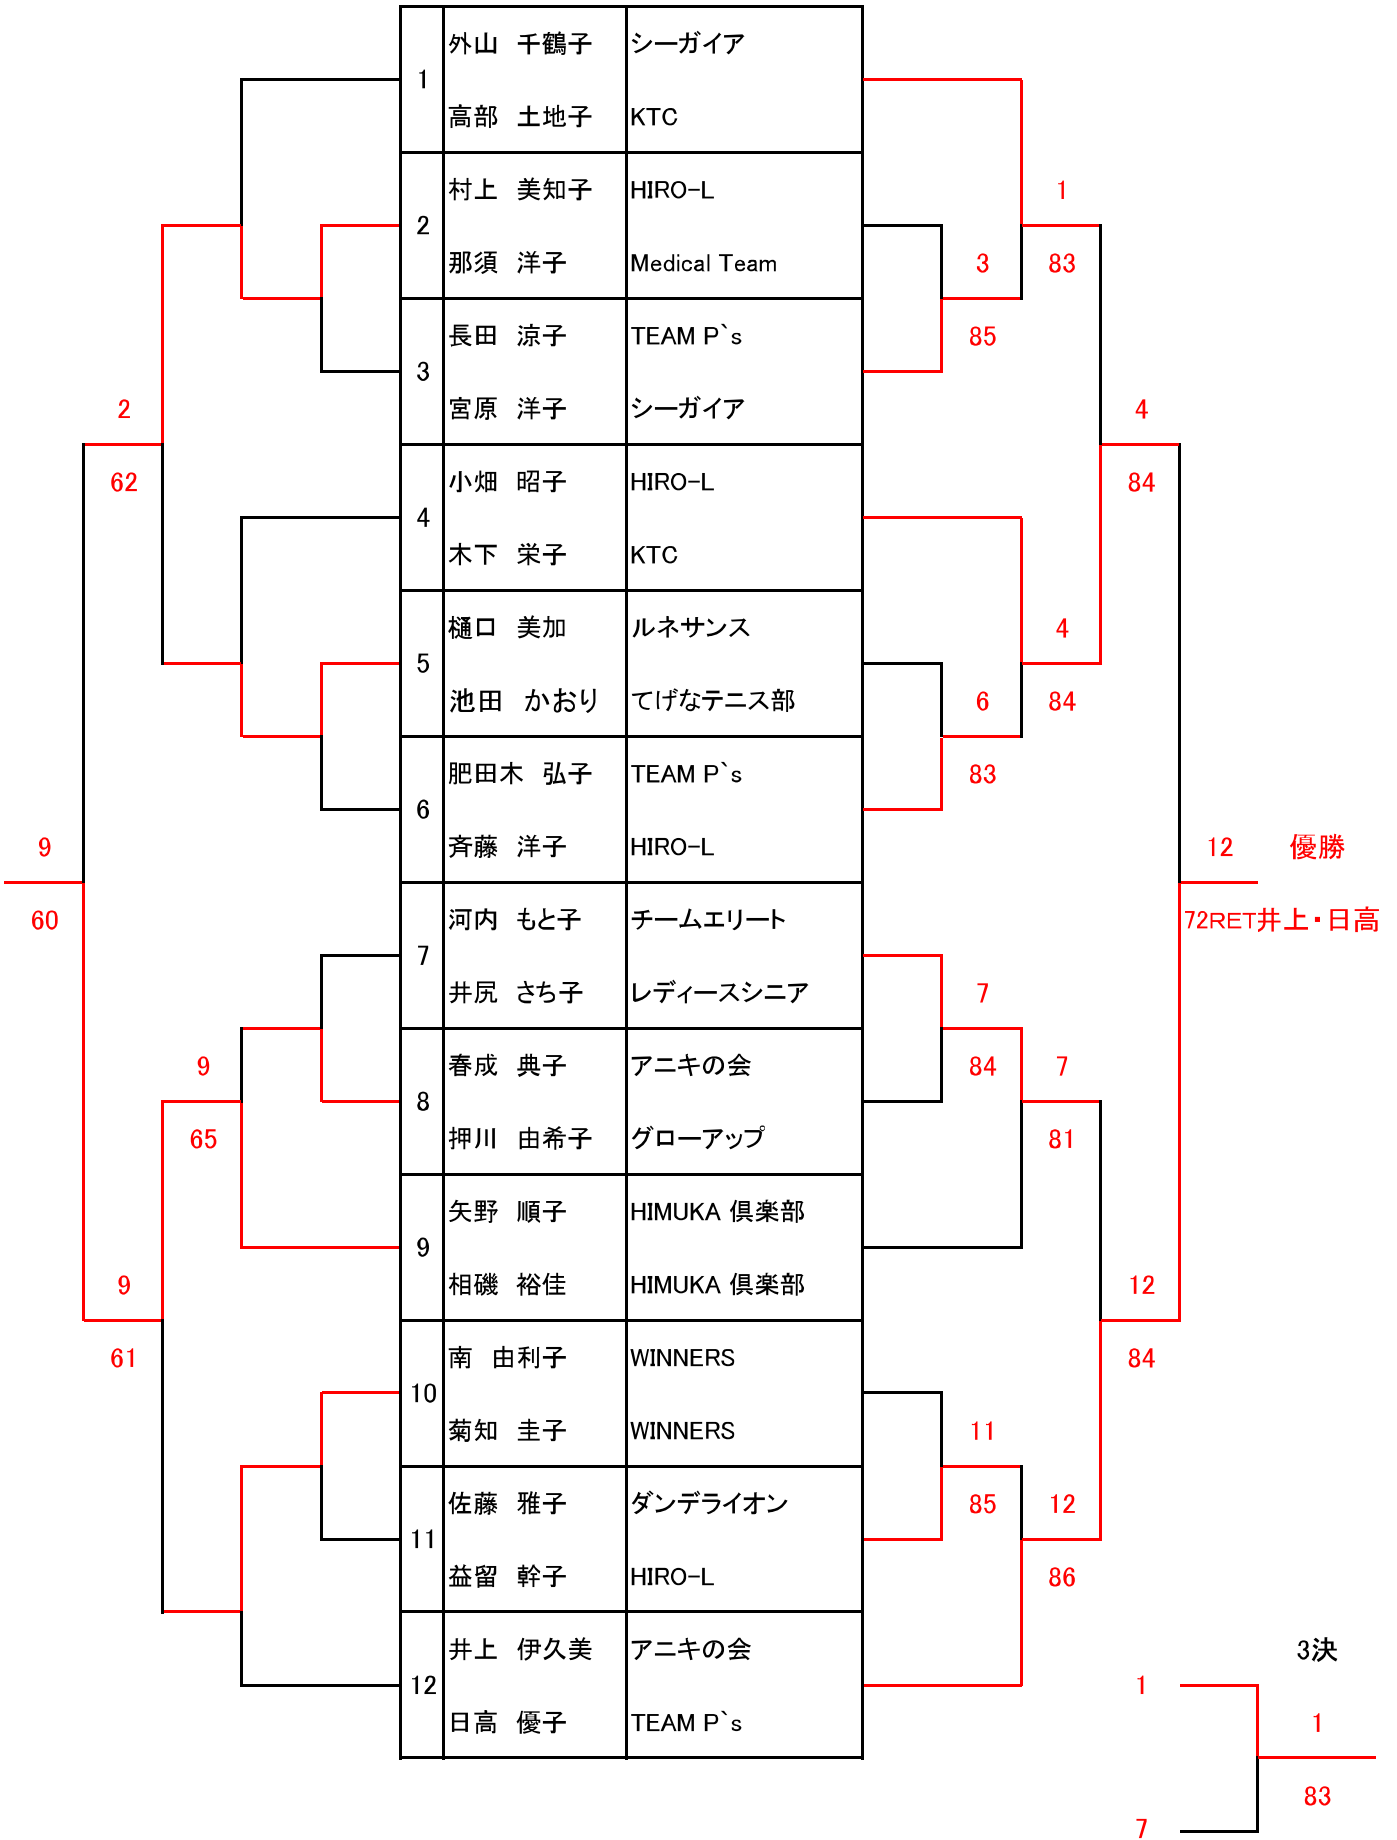 外山 千鶴子 シーガイア
1
高部 土地子 KTC
村上 美知子 HIRO-L 1
2
那須 洋子 Medical Team 3 83
長田 涼子 TEAM P`s 85
3
2 宮原 洋子 シーガイア 4
62 小畑 昭子 HIRO-L 84
4
木下 栄子 KTC
樋口 美加 ルネサンス 4
5
池田 かおり てげなテニス部 6 84
肥田木 弘子 TEAM P`s 83
6
9 斉藤 洋子 HIRO-L 12 優勝
60 河内 もと子 チームエリート 72RET井上・日高
7
井尻 さち子 レディースシニア 7
9 春成 典子 アニキの会 84 7
8
65 押川 由希子 グローアップ 81
矢野 順子 HIMUKA 倶楽部
9
9 相磯 裕佳 HIMUKA 倶楽部 12
61 南 由利子 WINNERS 84
10
菊知 圭子 WINNERS 11
佐藤 雅子 ダンデライオン 85 12
11
益留 幹子 HIRO-L 86
井上 伊久美 アニキの会 3決
12 1
日高 優子 TEAM P`s 1
83
7